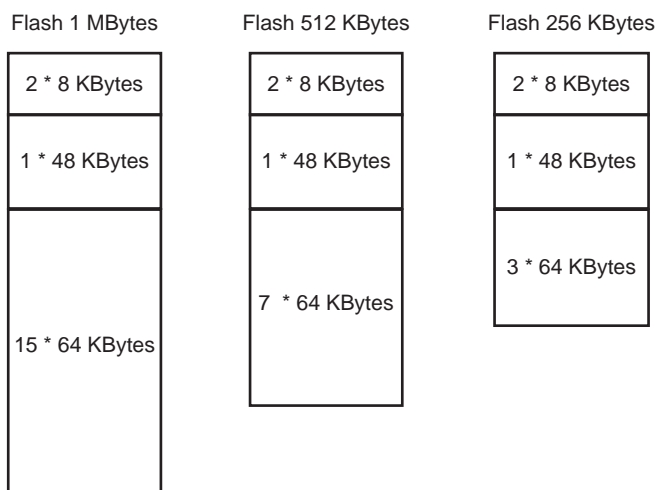 Flash 1 MBytes
2 * 8 KBytes
1 * 48 KBytes
15 * 64 KBytes
Flash 512 KBytes
2 * 8 KBytes
1 * 48 KBytes
7 * 64 KBytes
Flash 256 KBytes
2 * 8 KBytes
1 * 48 KBytes
3 * 64 KBytes